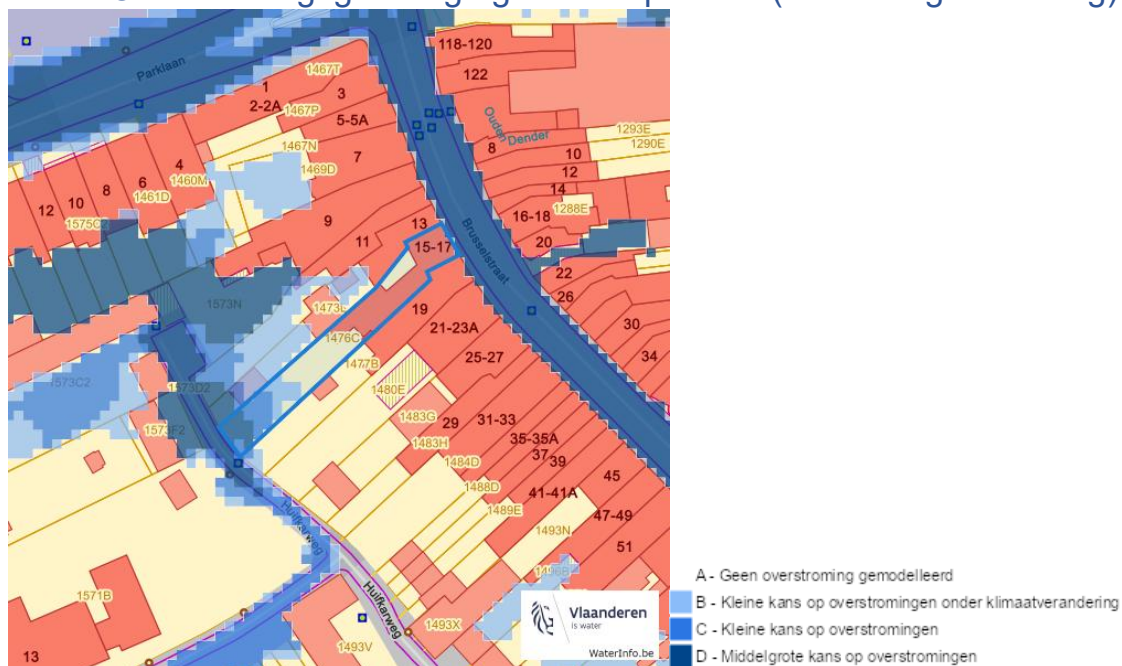 Parklaan
118-120
122
1467T
1
2-2A
1467P
3
5-5A
1467N
7
1469D
Ouden
Dender
8
1293E
1290E
10
12
14
1288E
16-18
20
4
1460M
6
1461D
8
10
1575C2
12
9
11
13
15-17
Brusselstraat
22
26
30
34
1573N
1476C
19
21-23A
25-27
1477B
1480E
1573C2
1573D2
1573F2
1483G
29
1483H
31-33
35-35A
37
39
1484D
1488D
41-41A
45
1489E
47-49
1493N
51
Huifkarweg
Huifkarweg
1571B
13
1493X
1493V
Vlaanderen
is water
WaterInfo.be
A - Geen overstroming gemodelleerd
B - Kleine kans op overstromingen onder klimaatverandering
C - Kleine kans op overstromingen
D - Middelgrote kans op overstromingen